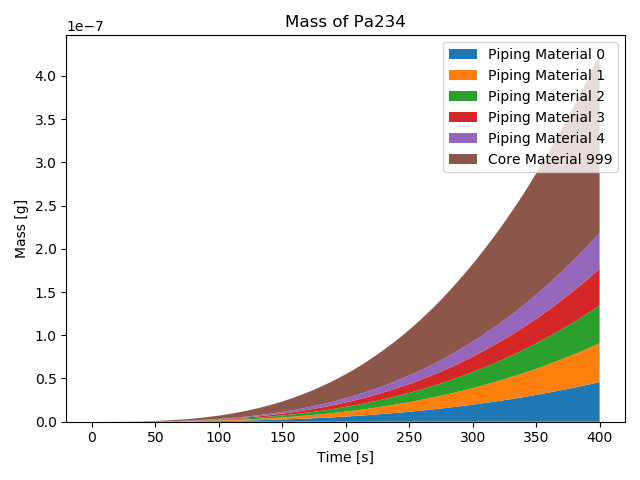 Mass of Pa234
1e−7
4.0
3.5
3.0
2.5
2.0
1.5
1.0
0.5
0.0
Mass [g]
Piping Material 0
Piping Material 1
Piping Material 2
Piping Material 3
Piping Material 4
Core Material 999
0 50 100 150 200 250 300 350 400
Time [s]